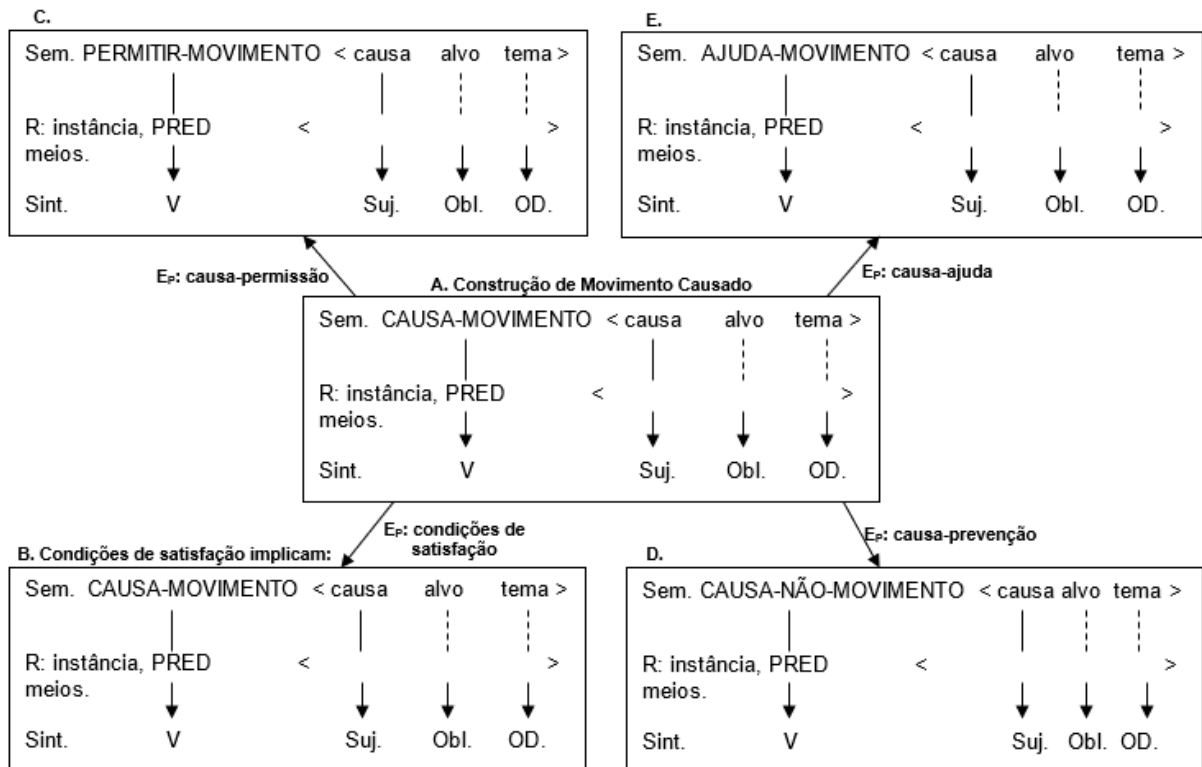 C.
Sem. PERMITIR-MOVIMENTO < causa alvo tema >
R: instância, PRED < >
meios.
Sint. V Suj. Obl. OD.
E.
Sem. AJUDA-MOVIMENTO < causa alvo tema >
R: instância, PRED < >
meios.
Sint. V Suj. Obl. OD.
Eₚ: causa-permissão
Eₚ: causa-ajuda
A. Construção de Movimento Causado
Sem. CAUSA-MOVIMENTO < causa alvo tema >
R: instância, PRED < >
meios.
Sint. V Suj. Obl. OD.
Eₚ: condições de
satisfação
Eₚ: causa-prevenção
B. Condições de satisfação implicam:
Sem. CAUSA-MOVIMENTO < causa alvo tema >
R: instância, PRED < >
meios.
Sint. V Suj. Obl. OD.
D.
Sem. CAUSA-NÃO-MOVIMENTO < causa alvo tema >
R: instância, PRED < >
meios.
Sint. V Suj. Obl. OD.